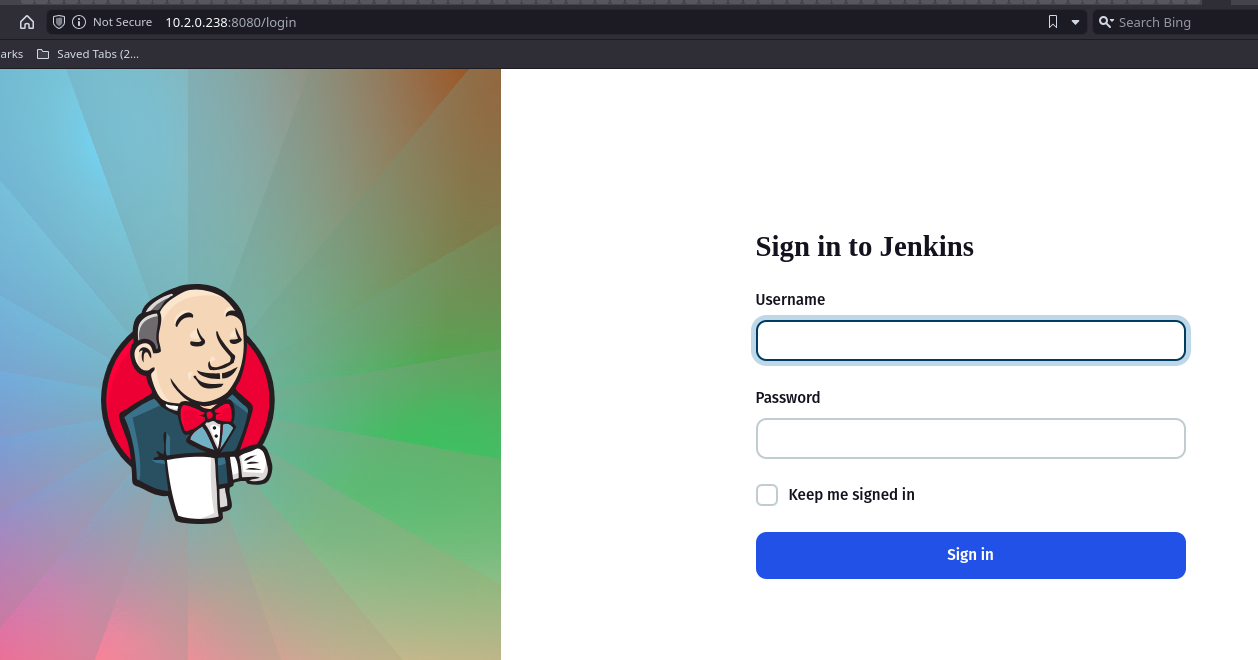 Not Secure 10.2.0.238:8080/login Search Bing
arks Saved Tabs (2...
Sign in to Jenkins
Username
Password
Keep me signed in
Sign in